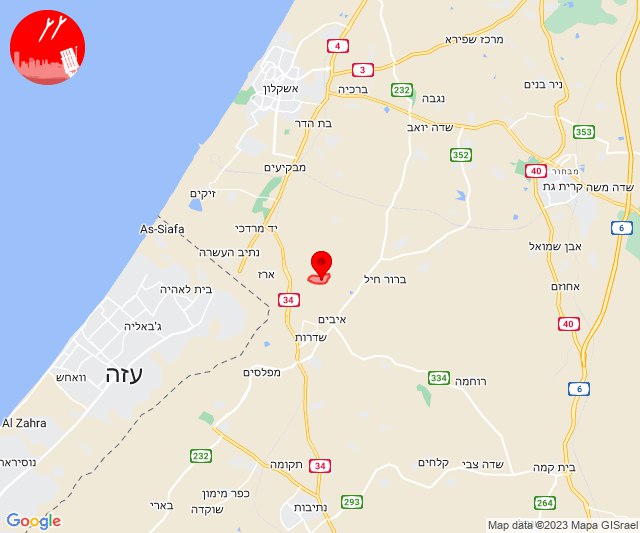 מרכז שפירא
4
3
אשקלון
ברכיה
232
נגבה
ניר בנים
בת הדר
שדה יואב
353
352
מבקיעים
40
מבחור
קרית גת
שדה משה
זיקים
As-Siafa
יד מרדכי
6
נתיב העשרה
אבן שמואל
ארז
ברור חיל
בית לאהיה
34
אחוזם
ג'באליה
איבים
40
שדרות
עזה
וואחש
מפלסים
334
רוחמה
6
Al Zahra
232
נוסיראת
תקומה
34
קלחים
שדה צבי
בית קמה
כפר מימון
שוקדה
בארי
293
נתיבות
264
Google
Map data ©2023 Mapa GISrael